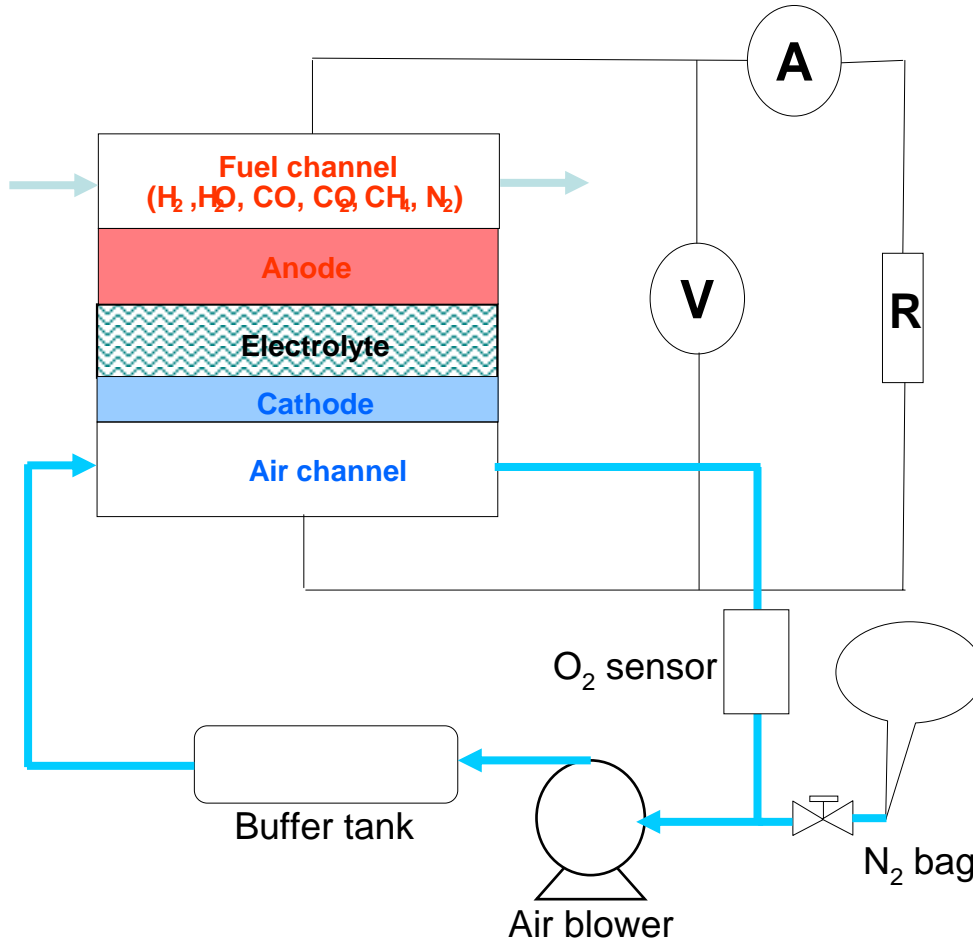 A
Fuel channel
(H₂ ,H₂O, CO, CO₂, CH₄, N₂)
Anode
V
R
Electrolyte
Cathode
Air channel
O₂ sensor
Buffer tank
N₂ bag
Air blower